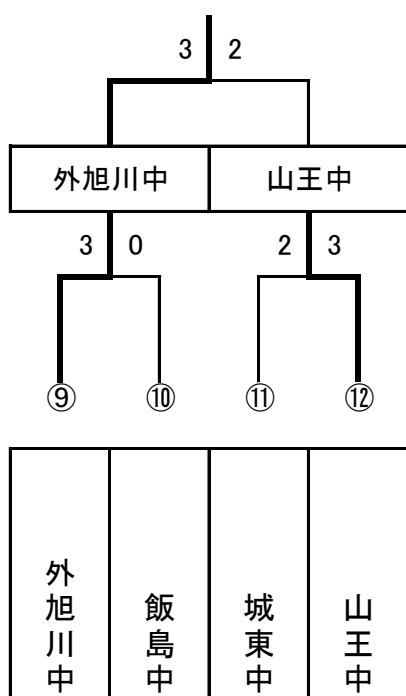 3 2
外旭川中 山王中
3 0 2 3
⑨ ⑩ ⑪ ⑫
外旭川中
飯島中
城東中
山王中